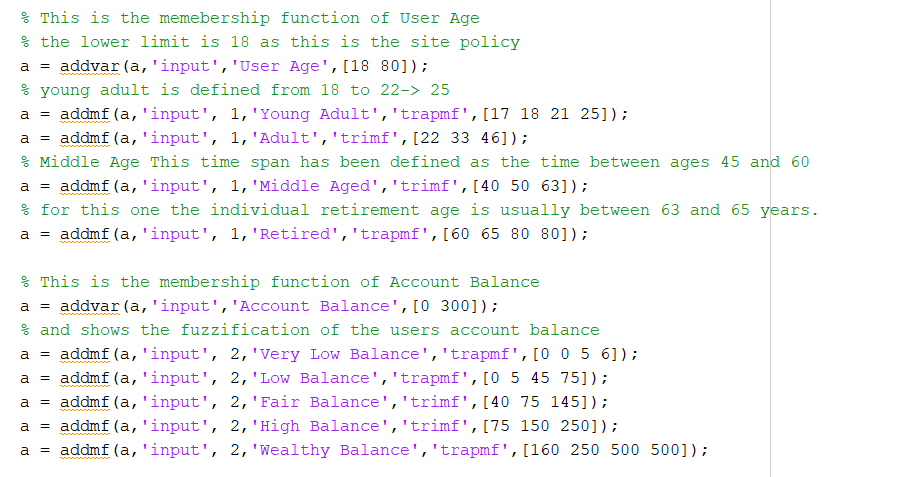 % This is the memebership function of User Age
% the lower limit is 18 as this is the site policy
a = addvar(a,'input','User Age',[18 80]);
% young adult is defined from 18 to 22-> 25
a = addmf(a,'input', 1,'Young Adult','trapmf',[17 18 21 25]);
a = addmf(a,'input', 1,'Adult','trimf',[22 33 46]);
% Middle Age This time span has been defined as the time between ages 45 and 60
a = addmf(a,'input', 1,'Middle Aged','trimf',[40 50 63]);
% for this one the individual retirement age is usually between 63 and 65 years.
a = addmf(a,'input', 1,'Retired','trapmf',[60 65 80 80]);
% This is the membership function of Account Balance
a = addvar(a,'input','Account Balance',[0 300]);
% and shows the fuzzification of the users account balance
a = addmf(a,'input', 2,'Very Low Balance','trapmf',[0 0 5 6]);
a = addmf(a,'input', 2,'Low Balance','trapmf',[0 5 45 75]);
a = addmf(a,'input', 2,'Fair Balance','trimf',[40 75 145]);
a = addmf(a,'input', 2,'High Balance','trimf',[75 150 250]);
a = addmf(a,'input', 2,'Wealthy Balance','trapmf',[160 250 500 500]);